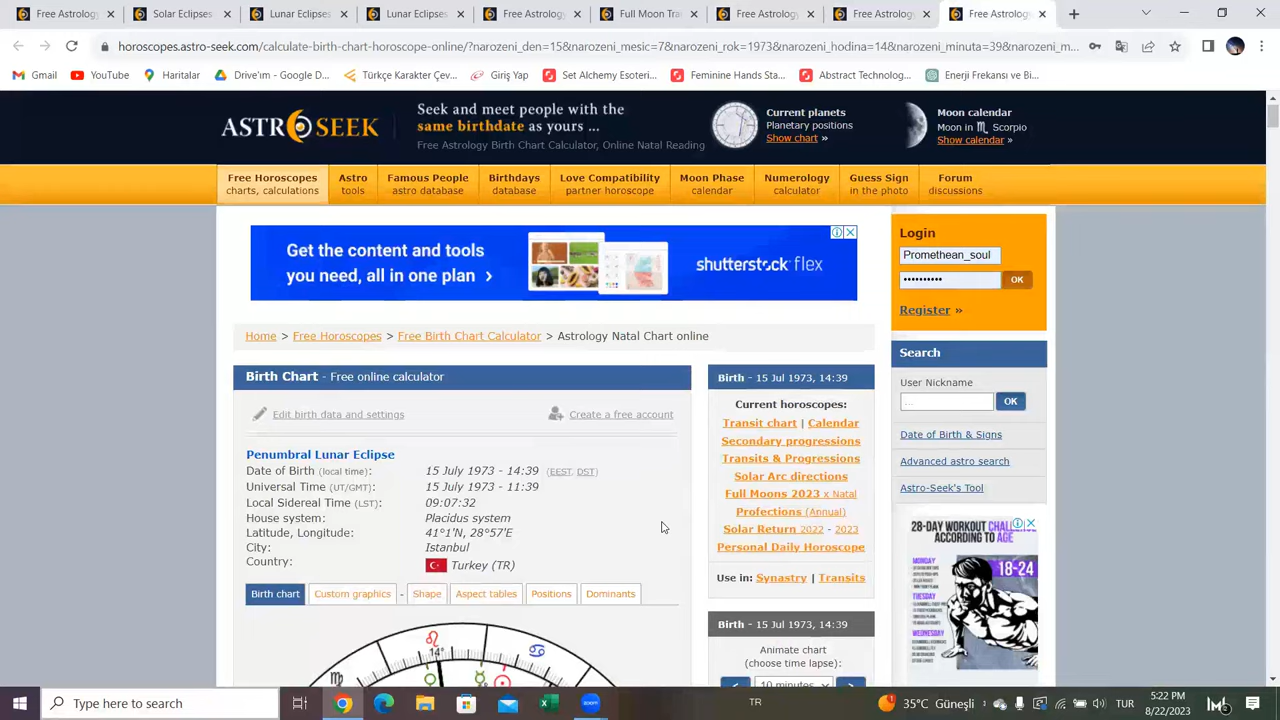 Free Astrology
Solar Eclipses
Lunar Eclipses
Lunar Eclipses
Free Astrology
Full Moon Tra
Free Astrology
Free Astrology
Free Astrology
horoscopes.astro-seek.com/calculate-birth-chart-horoscope-online/?narozeni_den=15&narozeni_mesic=7&narozeni_rok=1973&narozeni_hodina=14&narozeni_minuta=39&narozeni_m...
Gmail
YouTube
Haritalar
Drive'ım - Google D...
Türkçe Karakter Çev...
Giriş Yap
Set Alchemy Esoteri...
Feminine Hands Sta...
Abstract Technolog...
Enerji Frekansı ve Bi...
ASTRO SEEK
Seek and meet people with the
same birthdate as yours ...
Free Astrology Birth Chart Calculator, Online Natal Reading
Current planets
Planetary positions
Show chart »
Moon calendar
Moon in ♏ Scorpio
Show calendar »
Free Horoscopes
charts, calculations
Astro
tools
Famous People
astro database
Birthdays
database
Love Compatibility
partner horoscope
Moon Phase
calendar
Numerology
calculator
Guess Sign
in the photo
Forum
discussions
Get the content and tools
you need, all in one plan ›
shutterstock flex
Login
Promethean_soul
••••••••••
OK
Register »
Home > Free Horoscopes > Free Birth Chart Calculator > Astrology Natal Chart online
Birth Chart - Free online calculator
Edit birth data and settings
Create a free account
Penumbral Lunar Eclipse
Date of Birth (local time): 15 July 1973 - 14:39 (EEST, DST)
Universal Time (UT/GMT): 15 July 1973 - 11:39
Local Sidereal Time (LST): 09:07:32
House system: Placidus system
Latitude, Longitude: 41°1'N, 28°57'E
City: Istanbul
Country: Turkey (TR)
Birth chart
Custom graphics
Shape
Aspect tables
Positions
Dominants
♌
♋
♍
☿
☉
Birth - 15 Jul 1973, 14:39
Current horoscopes:
Transit chart | Calendar
Secondary progressions
Transits & Progressions
Solar Arc directions
Full Moons 2023 x Natal
Profections (Annual)
Solar Return 2022 - 2023
Personal Daily Horoscope
Use in: Synastry | Transits
Birth - 15 Jul 1973, 14:39
Animate chart
(choose time lapse):
10 minutes
Search
User Nickname
...
OK
Date of Birth & Signs
Advanced astro search
Astro-Seek's Tool
28-DAY WORKOUT CHALLENGE
ACCORDING TO AGE
18-24
MONDAY
TUESDAY
WEDNESDAY
Type here to search
zoom
TR
35°C Güneşli
TUR
5:22 PM
8/22/2023